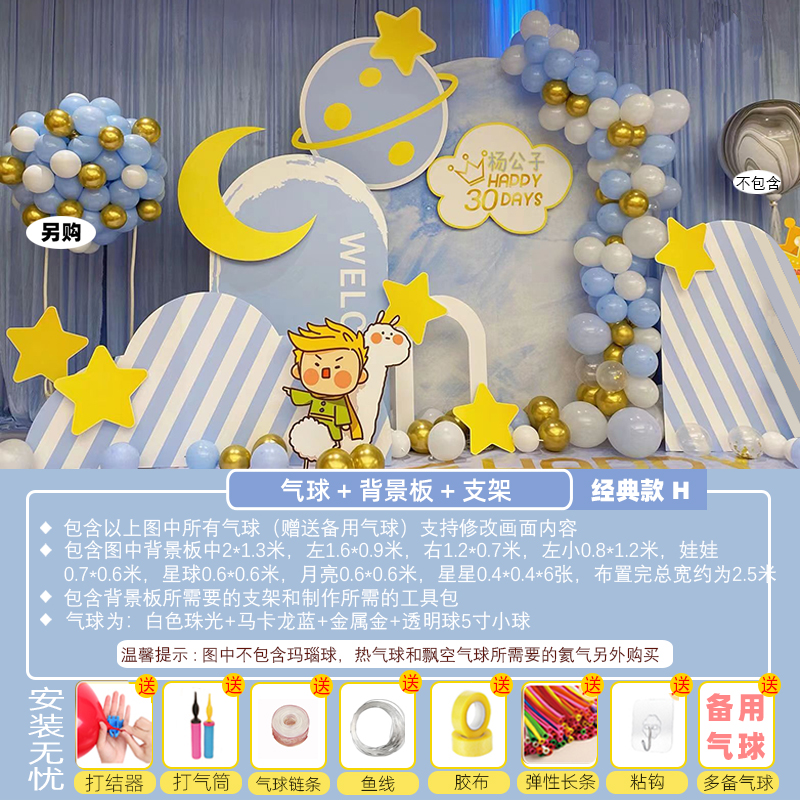 杨公子
HAPPY
30DAYS
不包含
另购
WELCO
气球 + 背景板 + 支架
经典款 H
◆ 包含以上图中所有气球（赠送备用气球）支持修改画面内容
◆ 包含图中背景板中2*1.3米，左1.6*0.9米，右1.2*0.7米，左小0.8*1.2米，娃娃
0.7*0.6米，星球0.6*0.6米，月亮0.6*0.6米，星星0.4*0.4*6张，布置完总宽约为2.5米
◆ 包含背景板所需要的支架和制作所需的工具包
◆ 气球为：白色珠光+马卡龙蓝+金属金+透明球5寸小球
温馨提示 : 图中不包含玛瑙球，热气球和飘空气球所需要的氦气另外购买
安装无忧
送 送 送 送 送 送 送 送
备用
气球
打结器 打气筒 气球链条 鱼线 胶布 弹性长条 粘钩 多备气球